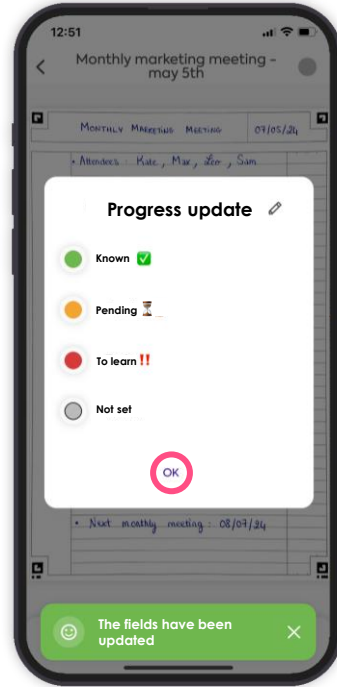 12:51
Monthly marketing meeting -
may 5th
MONTHLY MARKETING MEETING
07/05/24
• Attendees : Kate, Max, Leo, Sam
Progress update
Known ✅
Pending ⏳
To learn ‼️
Not set
OK
• Next monthly meeting : 08/07/24
The fields have been
updated